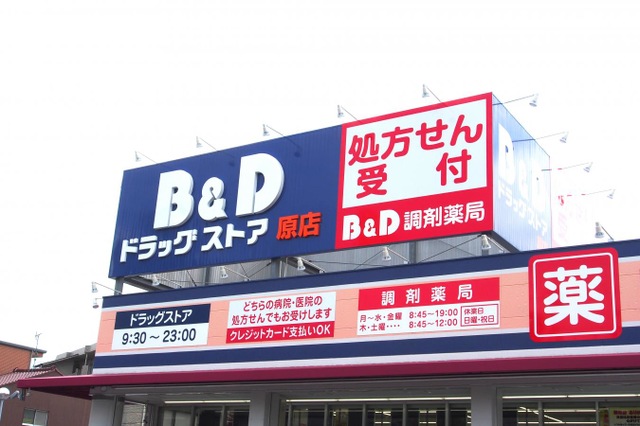 B&D
ドラッグストア 原店
処方せん
受付
B&D 調剤薬局
ドラッグストア
9:30～23:00
どちらの病院・医院の
処方せんでもお受けします
クレジットカード支払いOK
調剤薬局
月～水・金曜 8:45～19:00
木・土曜‥‥ 8:45～12:00
休業日
日曜・祝日
薬